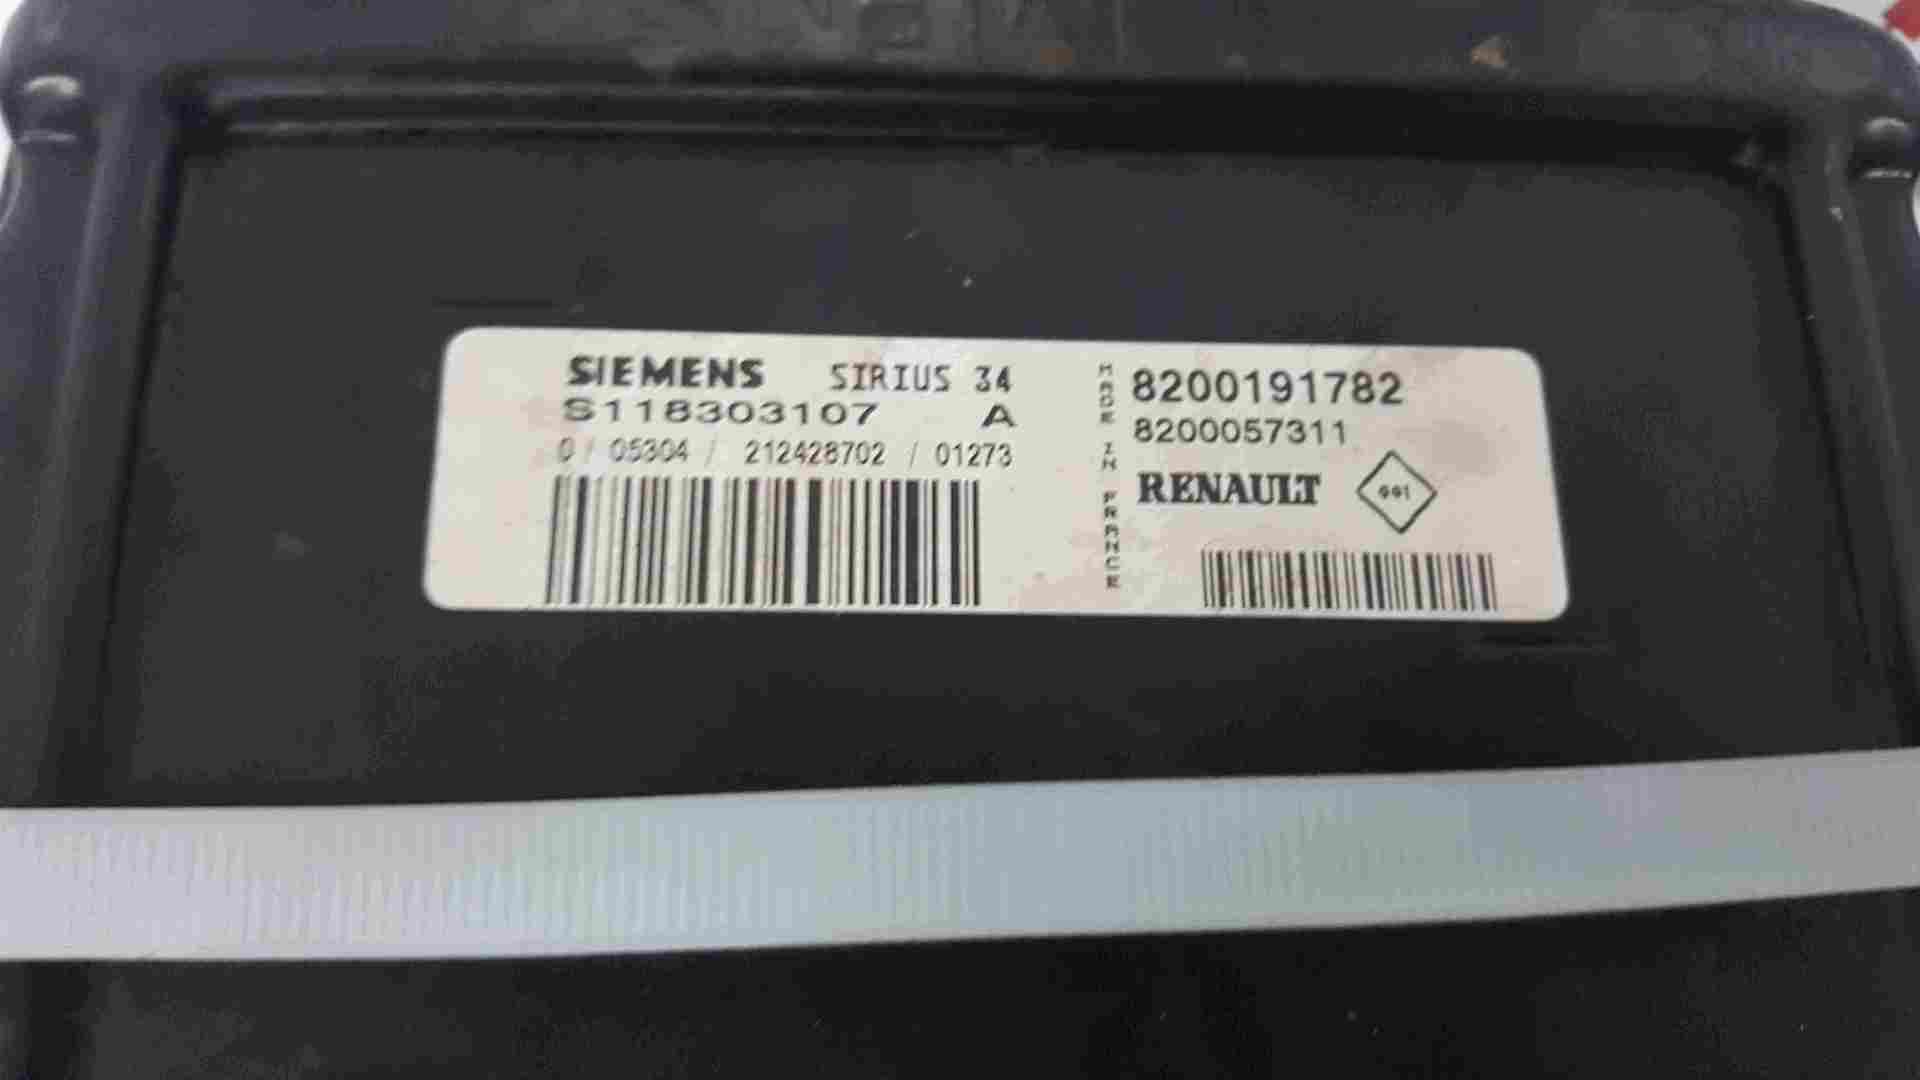 SIEMENS SIRIUS 34
S118303107 A
0 / 05304 / 212428702 / 01273
MADE IN FRANCE
8200191782
8200057311
RENAULT